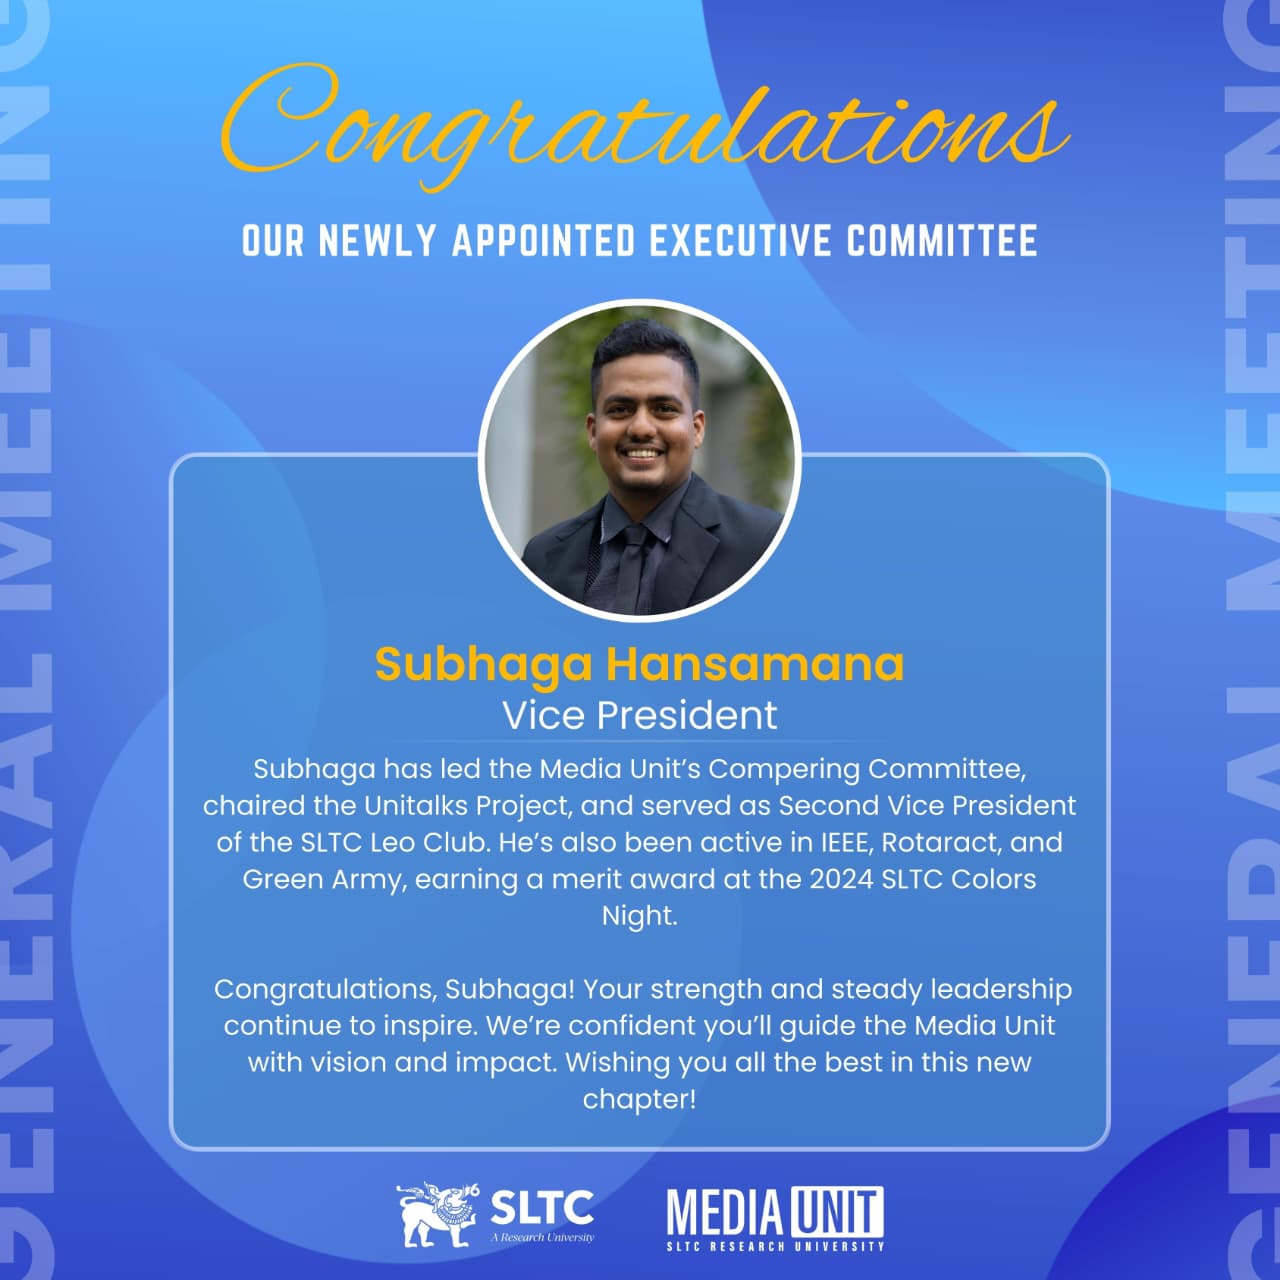 Congratulations
OUR NEWLY APPOINTED EXECUTIVE COMMITTEE
GENERAL MEETING
GENERAL MEETING
Subhaga Hansamana
Vice President
Subhaga has led the Media Unit’s Compering Committee,
chaired the Unitalks Project, and served as Second Vice President
of the SLTC Leo Club. He’s also been active in IEEE, Rotaract, and
Green Army, earning a merit award at the 2024 SLTC Colors
Night.
Congratulations, Subhaga! Your strength and steady leadership
continue to inspire. We’re confident you’ll guide the Media Unit
with vision and impact. Wishing you all the best in this new
chapter!
SLTC
A Research University
MEDIA UNIT
SLTC RESEARCH UNIVERSITY